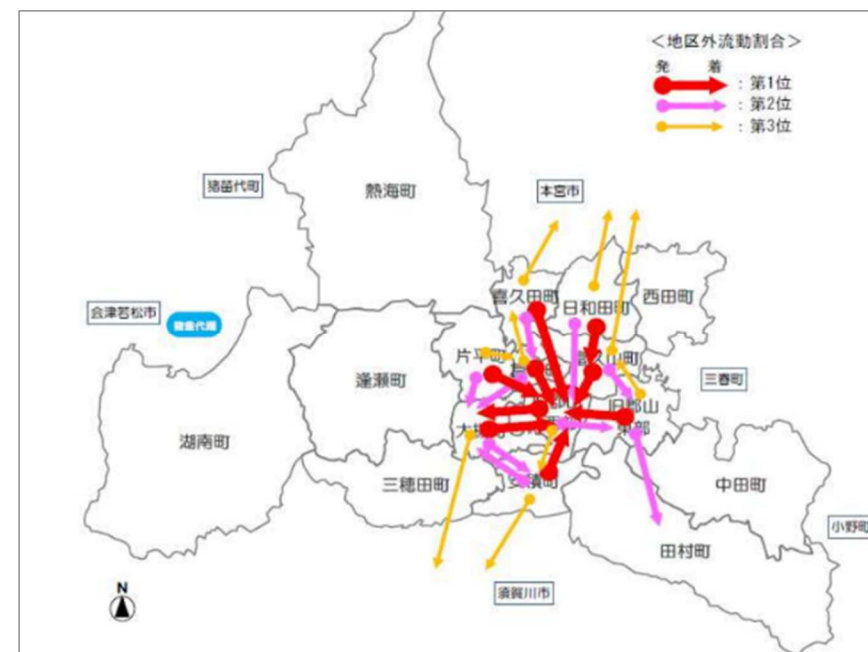 ＜地区外流動割合＞
発 着
：第1位
：第2位
：第3位
猪苗代町
熱海町
本宮市
喜久田町
日和田町
西田町
会津若松市
猪苗代湖
片平町
富久山町
逢瀬町
三春町
旧郡山
東部
湖南町
三穂田町
安積町
中田町
小野町
田村町
須賀川市
N